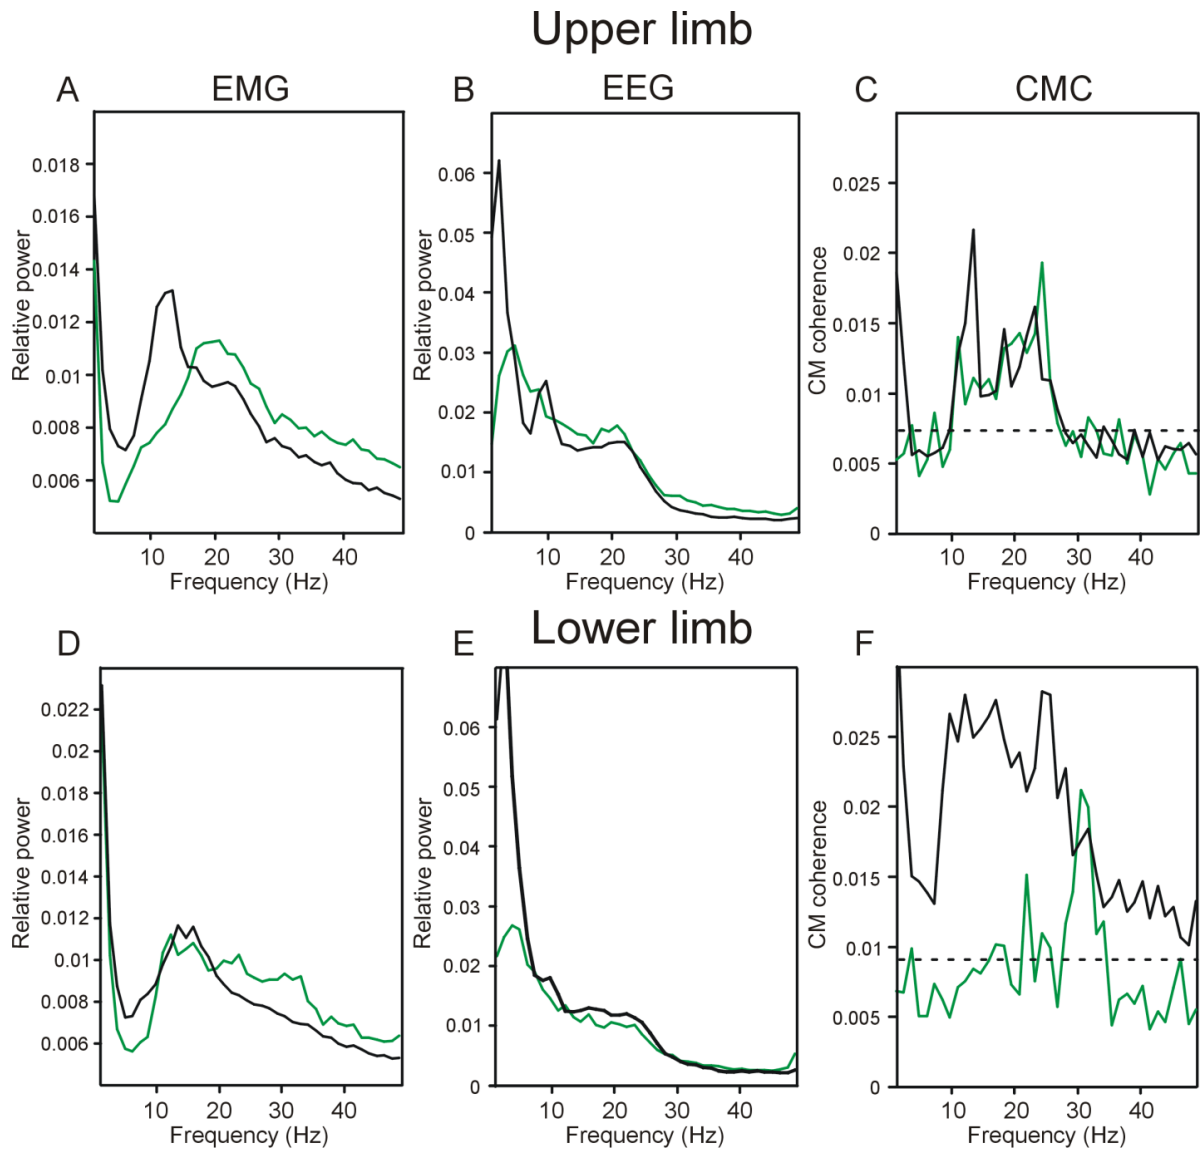 Upper limb
A EMG
B EEG
C CMC
Relative power
0.018
0.016
0.014
0.012
0.01
0.008
0.006
10 20 30 40
Frequency (Hz)
Relative power
0.06
0.05
0.04
0.03
0.02
0.01
0
10 20 30 40
Frequency (Hz)
CM coherence
0.025
0.02
0.015
0.01
0.005
0
10 20 30 40
Frequency (Hz)
Lower limb
D
E
F
Relative power
0.022
0.02
0.018
0.016
0.014
0.012
0.01
0.008
0.006
10 20 30 40
Frequency (Hz)
Relative power
0.06
0.05
0.04
0.03
0.02
0.01
0
10 20 30 40
Frequency (Hz)
CM coherence
0.025
0.02
0.015
0.01
0.005
0
10 20 30 40
Frequency (Hz)